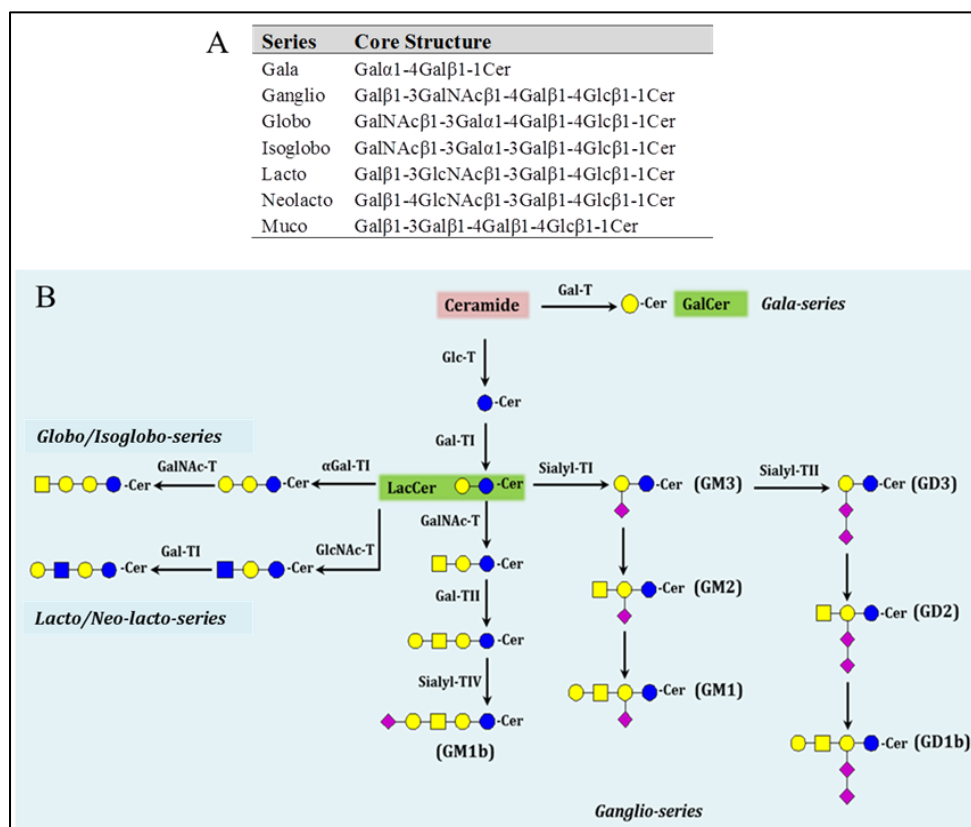 A
Series Core Structure
Gala Galα1-4Galβ1-1Cer
Ganglio Galβ1-3GalNAcβ1-4Galβ1-4Glcβ1-1Cer
Globo GalNAcβ1-3Galα1-4Galβ1-4Glcβ1-1Cer
Isoglobo GalNAcβ1-3Galα1-3Galβ1-4Glcβ1-1Cer
Lacto Galβ1-3GlcNAcβ1-3Galβ1-4Glcβ1-1Cer
Neolacto Galβ1-4GlcNAcβ1-3Galβ1-4Glcβ1-1Cer
Muco Galβ1-3Galβ1-4Galβ1-4Glcβ1-1Cer
B
Ceramide Gal-T -Cer GalCer Gala-series
Glc-T
-Cer
Gal-TI
Globo/Isoglobo-series
-Cer GalNAc-T -Cer αGal-TI LacCer -Cer Sialyl-TI -Cer (GM3) Sialyl-TII -Cer (GD3)
GalNAc-T
-Cer Gal-TI -Cer GlcNAc-T -Cer -Cer (GM2) -Cer (GD2)
Lacto/Neo-lacto-series
Gal-TII
-Cer
Sialyl-TIV
-Cer (GM1)
-Cer
(GM1b)
-Cer (GD1b)
Ganglio-series